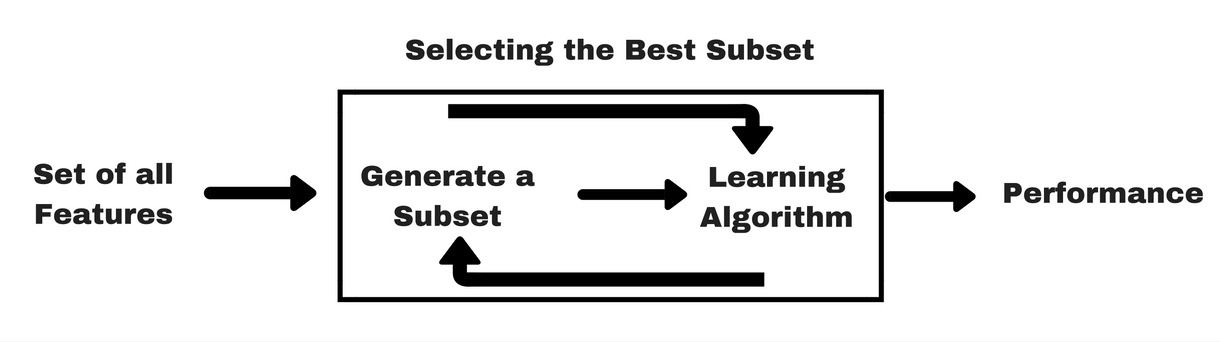 Selecting the Best Subset
Set of all
Features
Generate a
Subset
Learning
Algorithm
Performance